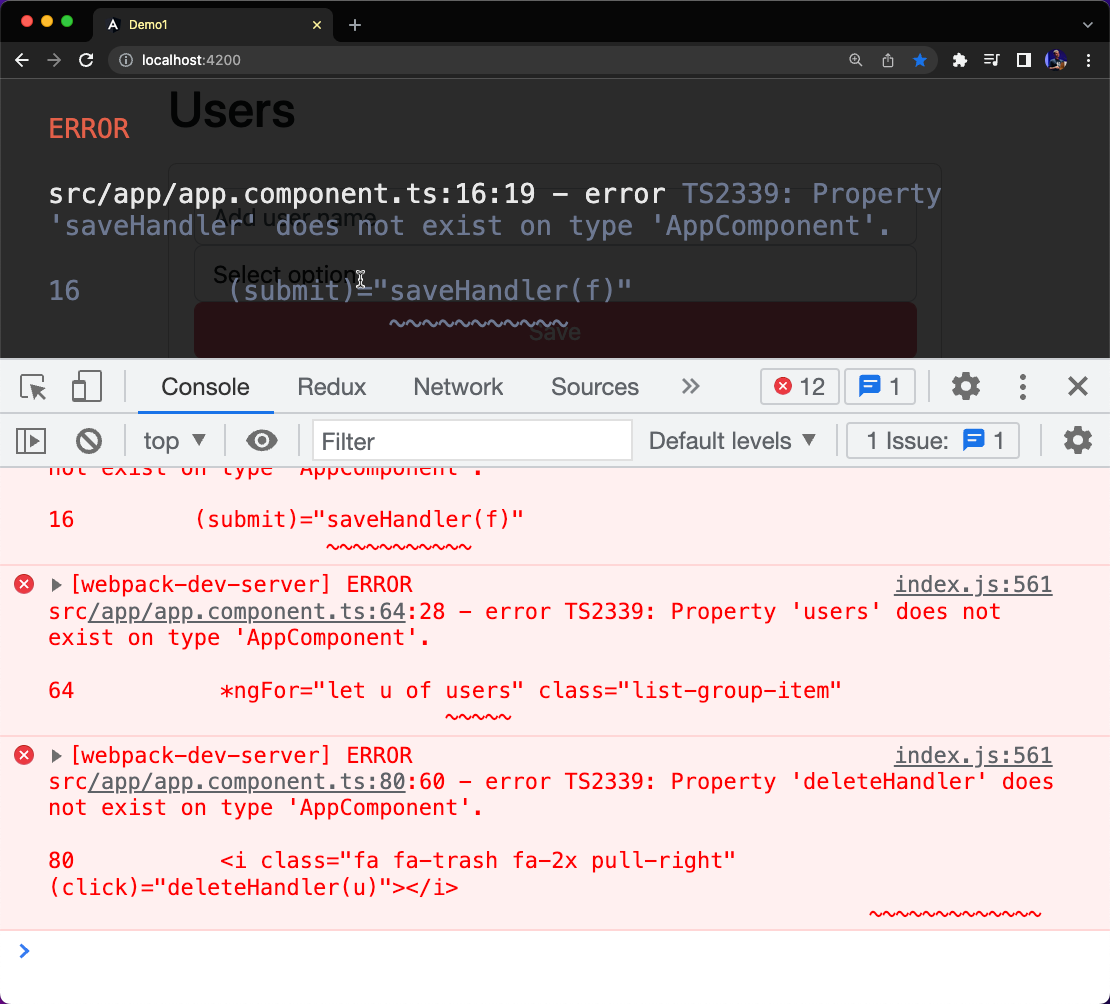 Demo1
localhost:4200
Users
ERROR
src/app/app.component.ts:16:19 – error TS2339: Property
Add user name
'saveHandler' does not exist on type 'AppComponent'.
Select option
16 (submit)="saveHandler(f)"
~~~~~~~~~~~
Save
Console Redux Network Sources 12 1
top Filter Default levels 1 Issue: 1
not exist on type 'AppComponent'.
16 (submit)="saveHandler(f)"
~~~~~~~~~~~
[webpack-dev-server] ERROR index.js:561
src/app/app.component.ts:64:28 – error TS2339: Property 'users' does not
exist on type 'AppComponent'.
64 *ngFor="let u of users" class="list-group-item"
~~~~~
[webpack-dev-server] ERROR index.js:561
src/app/app.component.ts:80:60 – error TS2339: Property 'deleteHandler' does
not exist on type 'AppComponent'.
80 <i class="fa fa-trash fa-2x pull-right"
(click)="deleteHandler(u)"></i>
~~~~~~~~~~~~~